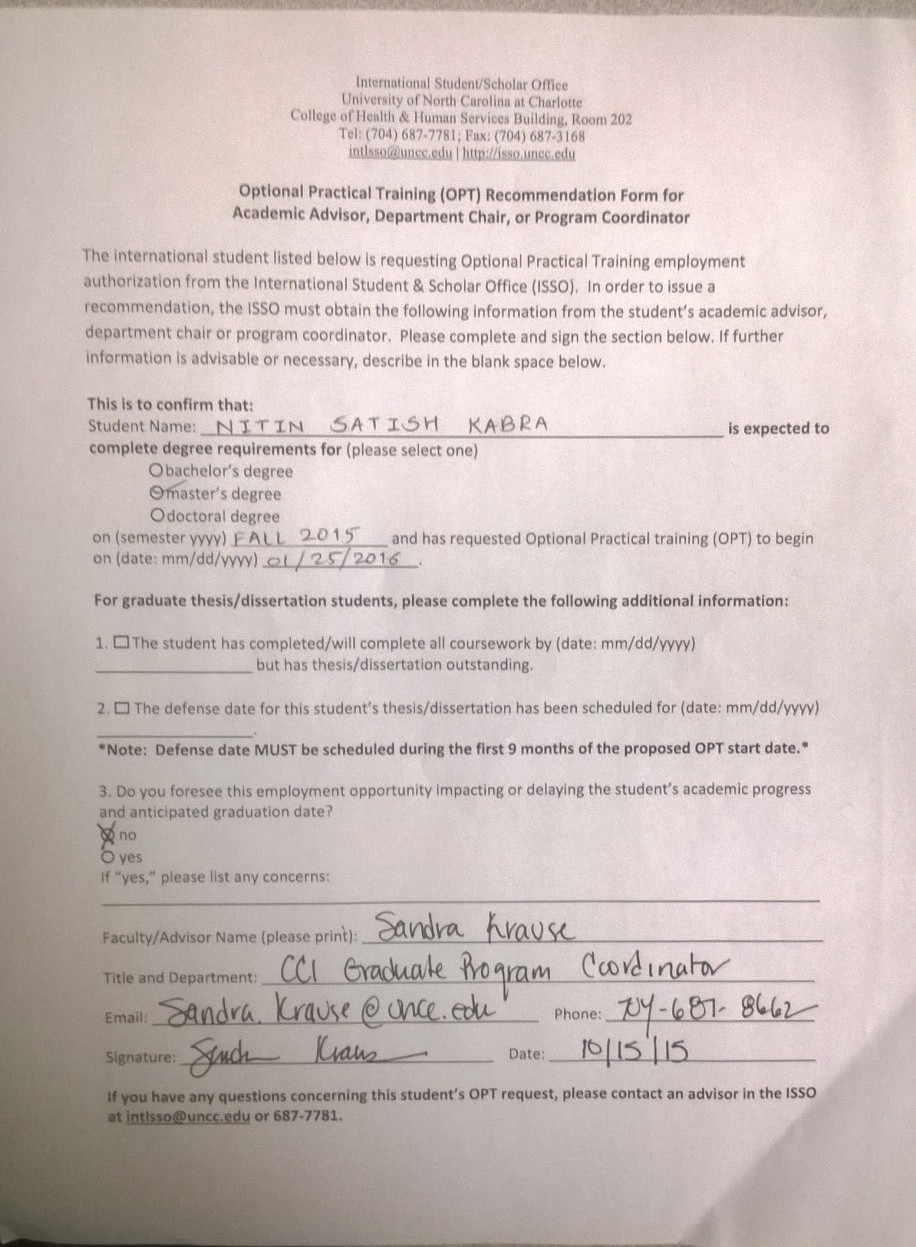 International Student/Scholar Office
University of North Carolina at Charlotte
College of Health & Human Services Building, Room 202
Tel: (704) 687-7781; Fax: (704) 687-3168
intlsso@uncc.edu | http://isso.uncc.edu
Optional Practical Training (OPT) Recommendation Form for
Academic Advisor, Department Chair, or Program Coordinator
The international student listed below is requesting Optional Practical Training employment
authorization from the International Student & Scholar Office (ISSO). In order to issue a
recommendation, the ISSO must obtain the following information from the student's academic advisor,
department chair or program coordinator. Please complete and sign the section below. If further
information is advisable or necessary, describe in the blank space below.
This is to confirm that:
Student Name: NITIN SATISH KABRA is expected to
complete degree requirements for (please select one)
bachelor's degree
master's degree
doctoral degree
on (semester yyyy) FALL 2015 and has requested Optional Practical training (OPT) to begin
on (date: mm/dd/yyyy) 01/25/2016.
For graduate thesis/dissertation students, please complete the following additional information:
1. ☐ The student has completed/will complete all coursework by (date: mm/dd/yyyy)
but has thesis/dissertation outstanding.
2. ☐ The defense date for this student's thesis/dissertation has been scheduled for (date: mm/dd/yyyy)
.
*Note: Defense date MUST be scheduled during the first 9 months of the proposed OPT start date.*
3. Do you foresee this employment opportunity impacting or delaying the student's academic progress
and anticipated graduation date?
no
yes
If "yes," please list any concerns:
Faculty/Advisor Name (please print): Sandra Krause
Title and Department: CCI Graduate Program Coordinator
Email: Sandra.Krause@uncc.edu Phone: 704-687-8662
Signature: Sandra Krause Date: 10/15/15
If you have any questions concerning this student's OPT request, please contact an advisor in the ISSO
at intlsso@uncc.edu or 687-7781.